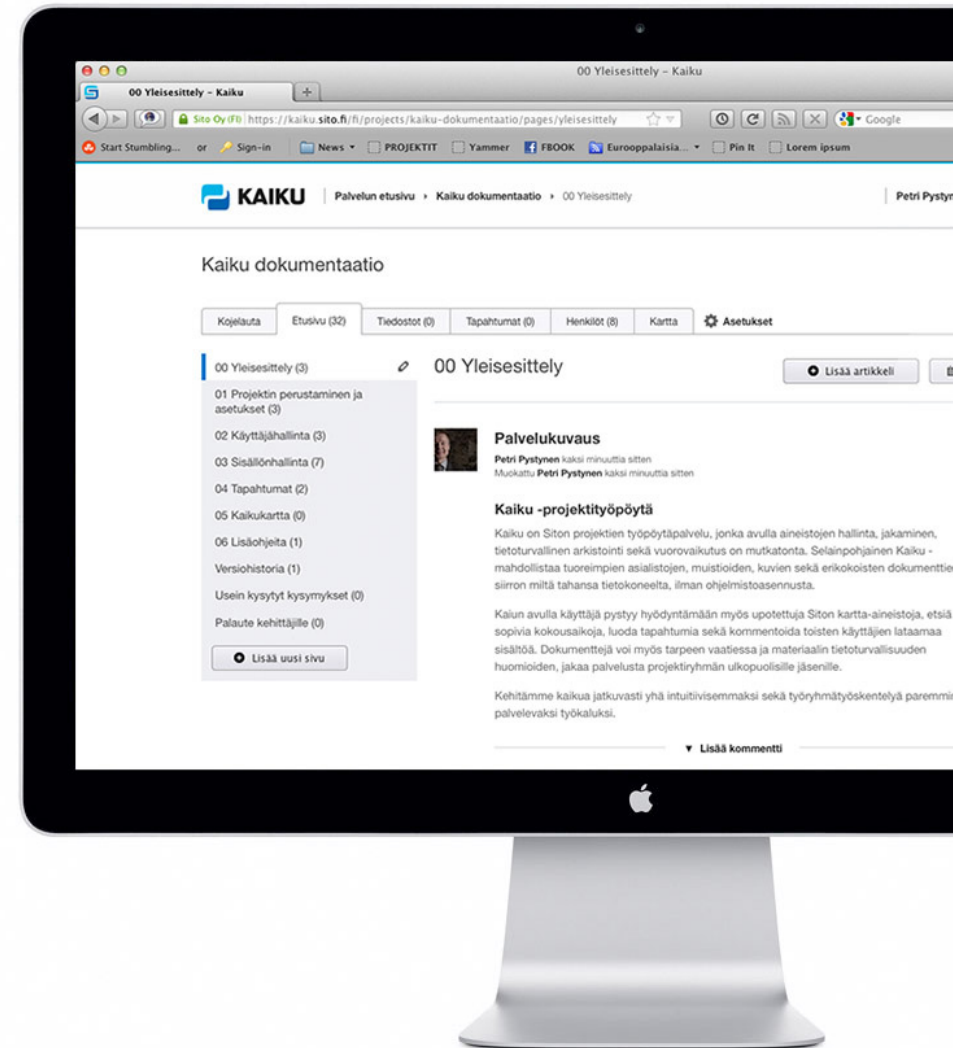 00 Yleisesittely – Kaiku
00 Yleisesittely – Kaiku
Sito Oy (FI) https://kaiku.sito.fi/fi/projects/kaiku-dokumentaatio/pages/yleisesittely Google
Start Stumbling... or Sign-in News PROJEKTIT Yammer FBOOK Eurooppalaisia... Pin It Lorem ipsum
KAIKU Palvelun etusivu › Kaiku dokumentaatio › 00 Yleisesittely Petri Pystyn
Kaiku dokumentaatio
Kojelauta Etusivu (32) Tiedostot (0) Tapahtumat (0) Henkilöt (8) Kartta Asetukset
00 Yleisesittely (3)
01 Projektin perustaminen ja
asetukset (3)
02 Käyttäjähallinta (3)
03 Sisällönhallinta (7)
04 Tapahtumat (2)
05 Kaikukartta (0)
06 Lisäohjeita (1)
Versiohistoria (1)
Usein kysytyt kysymykset (0)
Palaute kehittäjille (0)
Lisää uusi sivu
00 Yleisesittely
Lisää artikkeli
Palvelukuvaus
Petri Pystynen kaksi minuuttia sitten
Muokattu Petri Pystynen kaksi minuuttia sitten
Kaiku -projektityöpöytä
Kaiku on Siton projektien työpöytäpalvelu, jonka avulla aineistojen hallinta, jakaminen,
tietoturvallinen arkistointi sekä vuorovaikutus on mutkatonta. Selainpohjainen Kaiku -
mahdollistaa tuoreimpien asialistojen, muistioiden, kuvien sekä erikokoisten dokumenttie
siirron miltä tahansa tietokoneelta, ilman ohjelmistoasennusta.
Kaiun avulla käyttäjä pystyy hyödyntämään myös upotettuja Siton kartta-aineistoja, etsiä
sopivia kokousaikoja, luoda tapahtumia sekä kommentoida toisten käyttäjien lataamaa
sisältöä. Dokumenttejä voi myös tarpeen vaatiessa ja materiaalin tietoturvallisuuden
huomioiden, jakaa palvelusta projektiryhmän ulkopuolisille jäsenille.
Kehitämme kaikua jatkuvasti yhä intuitiivisemmaksi sekä työryhmätyöskentelyä paremmin
palvelevaksi työkaluksi.
Lisää kommentti